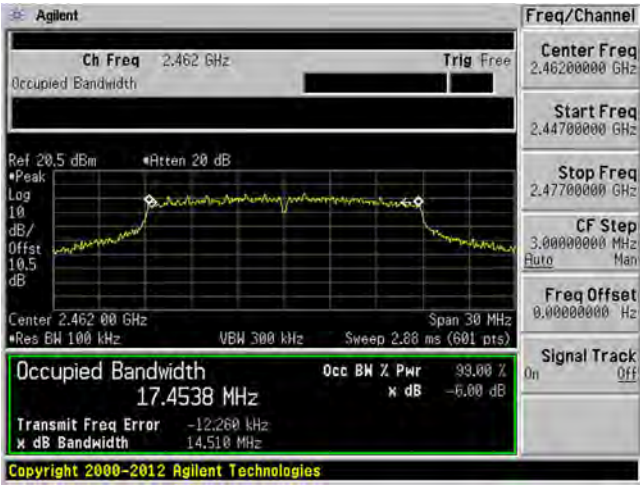 Agilent
Freq/Channel
Ch Freq 2.462 GHz Trig Free
Occupied Bandwidth
Center Freq
2.46200000 GHz
Start Freq
2.44700000 GHz
Stop Freq
2.47700000 GHz
CF Step
3.00000000 MHz
Auto Man
Freq Offset
0.00000000 Hz
Signal Track
On Off
Ref 20.5 dBm •Atten 20 dB
•Peak
Log
10
dB/
Offst
10.5
dB
Center 2.462 00 GHz Span 30 MHz
•Res BW 100 kHz VBW 300 kHz Sweep 2.88 ms (601 pts)
Occupied Bandwidth Occ BW % Pwr 99.00 %
17.4538 MHz x dB -6.00 dB
Transmit Freq Error -12.260 kHz
x dB Bandwidth 14.510 MHz
Copyright 2000-2012 Agilent Technologies